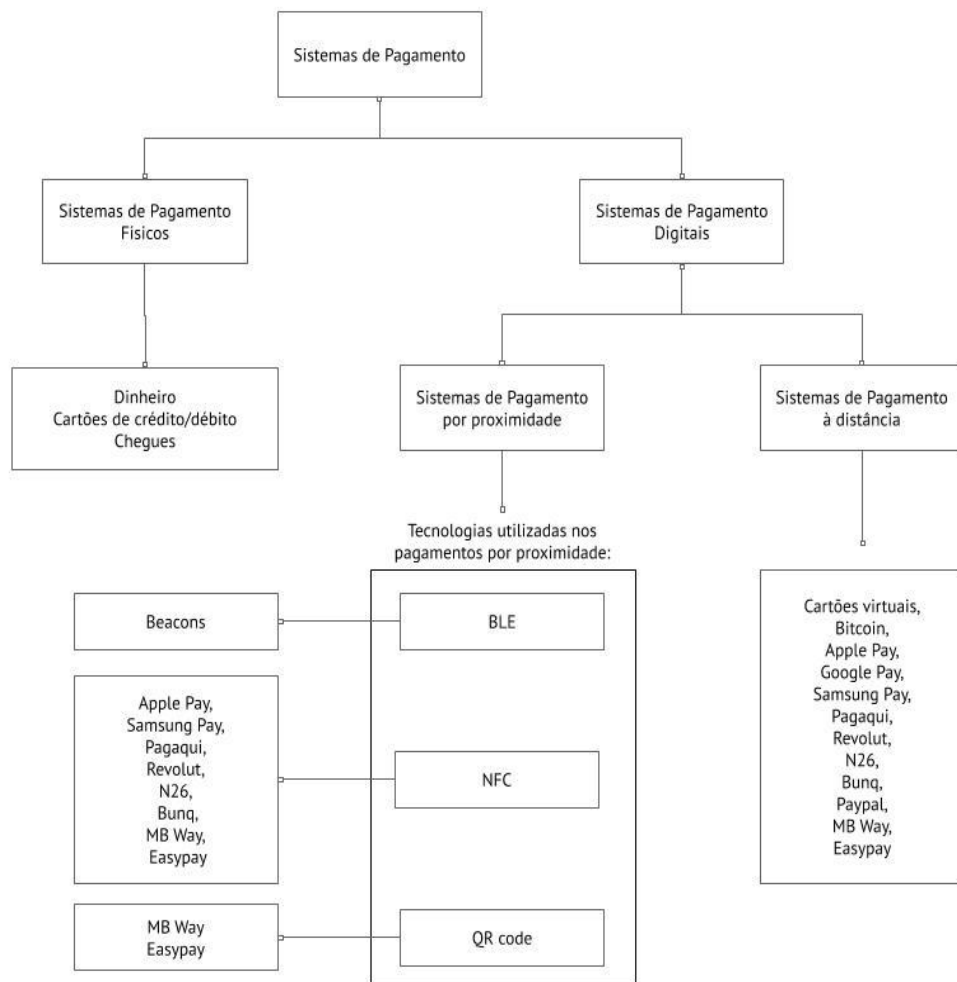 Sistemas de Pagamento
Sistemas de Pagamento
Fisicos
Sistemas de Pagamento
Digitais
Dinheiro
Cartões de crédito/débito
Chegues
Sistemas de Pagamento
por proximidade
Sistemas de Pagamento
à distância
Tecnologias utilizadas nos
pagamentos por proximidade:
Beacons
BLE
Apple Pay,
Samsung Pay,
Pagaqui,
Revolut,
N26,
Bunq,
MB Way,
Easypay
NFC
MB Way
Easypay
QR code
Cartões virtuais,
Bitcoin,
Apple Pay,
Google Pay,
Samsung Pay,
Pagaqui,
Revolut,
N26,
Bunq,
Paypal,
MB Way,
Easypay